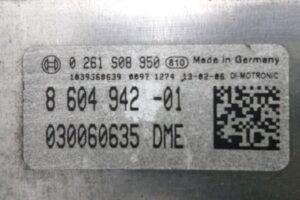 0 261 S08 950 810 Made in Germany
1039S68639 0897 1274 13-02-06 DI-MOTRONIC
8 604 942 -01
030060635 DME